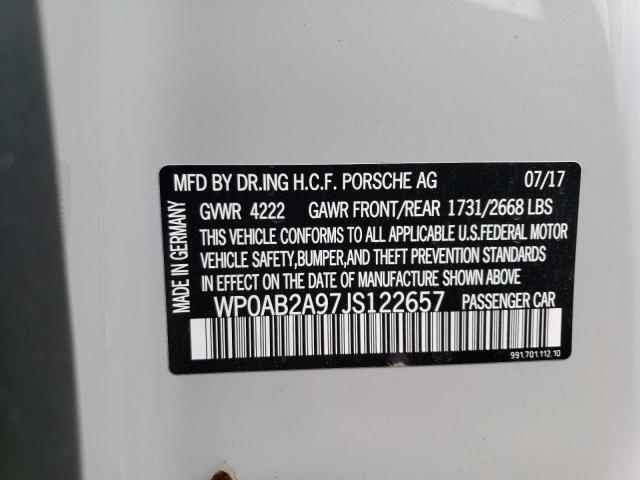 MFD BY DR.ING H.C.F. PORSCHE AG 07/17
GVWR 4222 GAWR FRONT/REAR 1731/2668 LBS
THIS VEHICLE CONFORMS TO ALL APPLICABLE U.S.FEDERAL MOTOR
VEHICLE SAFETY,BUMPER,AND THEFT PREVENTION STANDARDS
IN EFFECT ON THE DATE OF MANUFACTURE SHOWN ABOVE
WP0AB2A97JS122657 PASSENGER CAR
991.701.112.10
MADE IN GERMANY